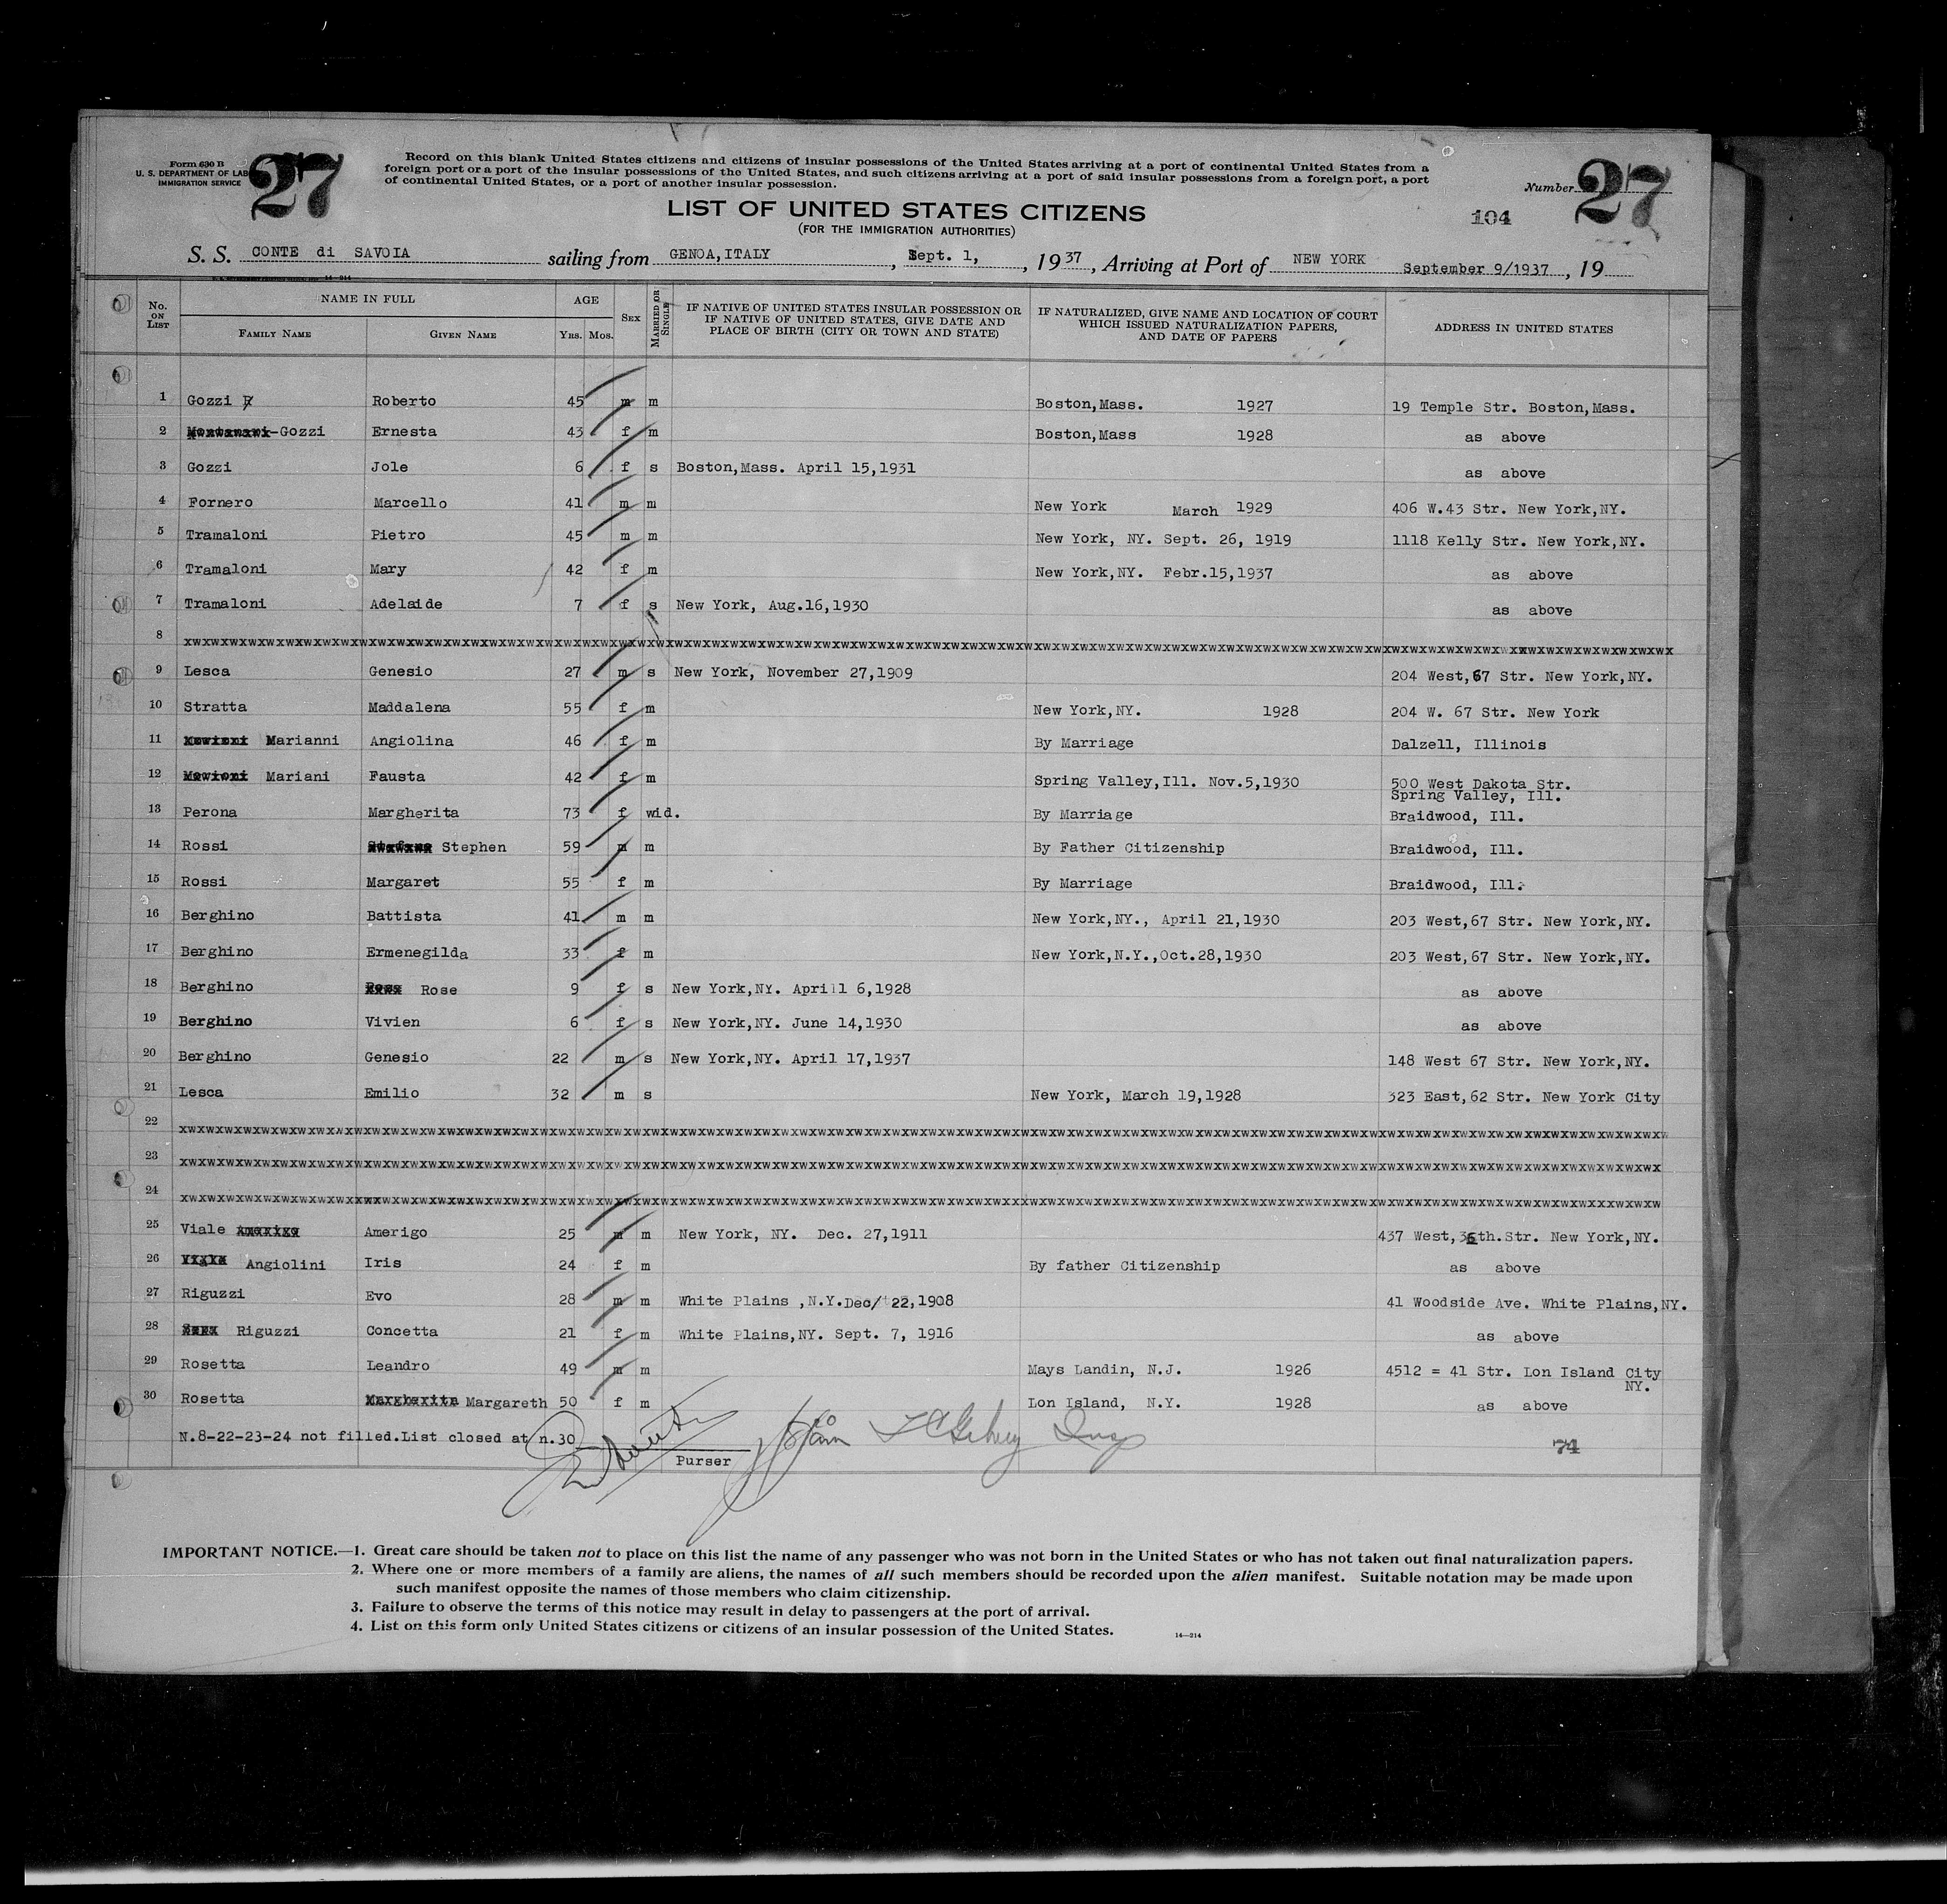 Form 630 B
U. S. DEPARTMENT OF LAB
IMMIGRATION SERVICE
27
Record on this blank United States citizens and citizens of insular possessions of the United States arriving at a port of continental United States from a
foreign port or a port of the insular possessions of the United States, and such citizens arriving at a port of said insular possessions from a foreign port, a port
of continental United States, or a port of another insular possession.
Number 27
LIST OF UNITED STATES CITIZENS
104
(FOR THE IMMIGRATION AUTHORITIES)
S. S. CONTE di SAVOIA sailing from GENOA,ITALY, Sept. 1, , 19 37, Arriving at Port of NEW YORK September 9/1937, 19
14-214
No. ON LIST NAME IN FULL AGE SEX MARRIED OR SINGLE IF NATIVE OF UNITED STATES INSULAR POSSESSION OR IF NATIVE OF UNITED STATES, GIVE DATE AND PLACE OF BIRTH (CITY OR TOWN AND STATE) IF NATURALIZED, GIVE NAME AND LOCATION OF COURT WHICH ISSUED NATURALIZATION PAPERS, AND DATE OF PAPERS ADDRESS IN UNITED STATES
FAMILY NAME GIVEN NAME YRS. MOS.
1 Gozzi Roberto 45 m m Boston,Mass. 1927 19 Temple Str. Boston,Mass.
2 -Gozzi Ernesta 43 f m Boston,Mass 1928 as above
3 Gozzi Jole 6 f s Boston,Mass. April 15,1931 as above
4 Fornero Marcello 41 m m New York March 1929 406 W.43 Str. New York,NY.
5 Tramaloni Pietro 45 m m New York, NY. Sept. 26, 1919 1118 Kelly Str. New York,NY.
6 Tramaloni Mary 42 f m New York,NY. Febr.15,1937 as above
7 Tramaloni Adelaide 7 f s New York, Aug.16,1930 as above
8
9 Lesca Genesio 27 m s New York, November 27,1909 204 West,67 Str. New York,NY.
10 Stratta Maddalena 55 f m New York,NY. 1928 204 W. 67 Str. New York
11 Marianni Angiolina 46 f m By Marriage Dalzell, Illinois
12 Mariani Fausta 42 f m Spring Valley,Ill. Nov.5,1930 500 West Dakota Str.
Spring Valley, Ill.
13 Perona Margherita 73 f wid. By Marriage Braidwood, Ill.
14 Rossi Stephen 59 m m By Father Citizenship Braidwood, Ill.
15 Rossi Margaret 55 f m By Marriage Braidwood, Ill.
16 Berghino Battista 41 m m New York,NY., April 21,1930 203 West,67 Str. New York,NY.
17 Berghino Ermenegilda 33 f m New York,N.Y.,Oct.28,1930 203 West,67 Str. New York,NY.
18 Berghino Rose 9 f s New York,NY. Aprill 6,1928 as above
19 Berghino Vivien 6 f s New York,NY. June 14,1930 as above
20 Berghino Genesio 22 m s New York,NY. April 17,1937 148 West 67 Str. New York,NY.
21 Lesca Emilio 32 m s New York, March 19,1928 323 East,62 Str. New York City
22
23
24
25 Viale Amerigo 25 m m New York, NY. Dec. 27,1911 437 West,36th.Str. New York,NY.
26 Angiolini Iris 24 f m By father Citizenship as above
27 Riguzzi Evo 28 m m White Plains ,N.Y.Dec/ 22,1908 41 Woodside Ave. White Plains,NY.
28 Riguzzi Concetta 21 f m White Plains,NY. Sept. 7, 1916 as above
29 Rosetta Leandro 49 m m Mays Landin, N.J. 1926 4512 = 41 Str. Lon Island City
NY.
30 Rosetta Margareth 50 f m Lon Island, N.Y. 1928 as above
N.8-22-23-24 not filled.List closed at n.30
74
Purser
IMPORTANT NOTICE.—1. Great care should be taken not to place on this list the name of any passenger who was not born in the United States or who has not taken out final naturalization papers.
2. Where one or more members of a family are aliens, the names of all such members should be recorded upon the alien manifest. Suitable notation may be made upon
such manifest opposite the names of those members who claim citizenship.
3. Failure to observe the terms of this notice may result in delay to passengers at the port of arrival.
4. List on this form only United States citizens or citizens of an insular possession of the United States.
14—214